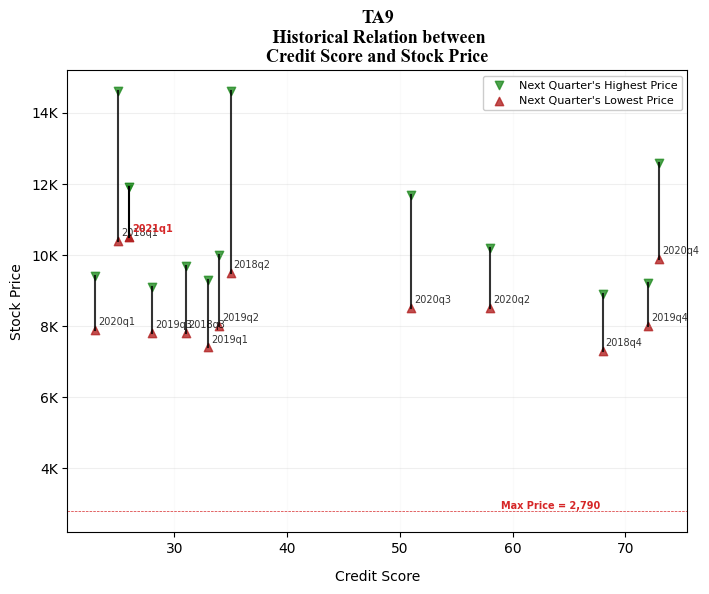 TA9
Historical Relation between
Credit Score and Stock Price
Next Quarter's Highest Price
Next Quarter's Lowest Price
14K
12K
10K
8K
6K
4K
Stock Price
2018q1
2021q1
2020q1
2019q3
2018q3
2019q1
2019q2
2018q2
2020q3
2020q2
2018q4
2019q4
2020q4
Max Price = 2,790
30
40
50
60
70
Credit Score